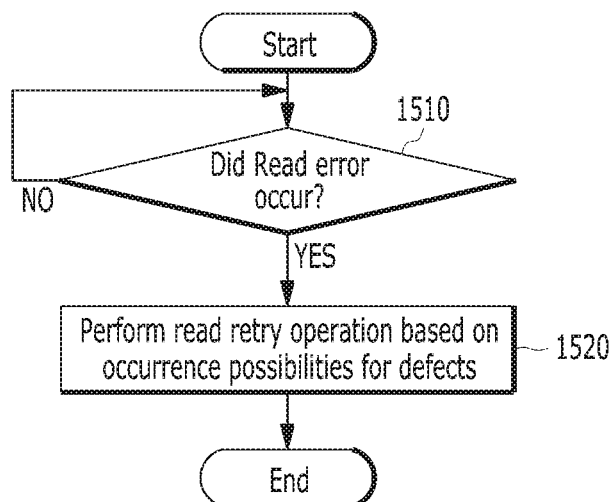 Start
1510
Did Read error
occur?
NO
YES
Perform read retry operation based on
occurrence possibilities for defects
1520
End